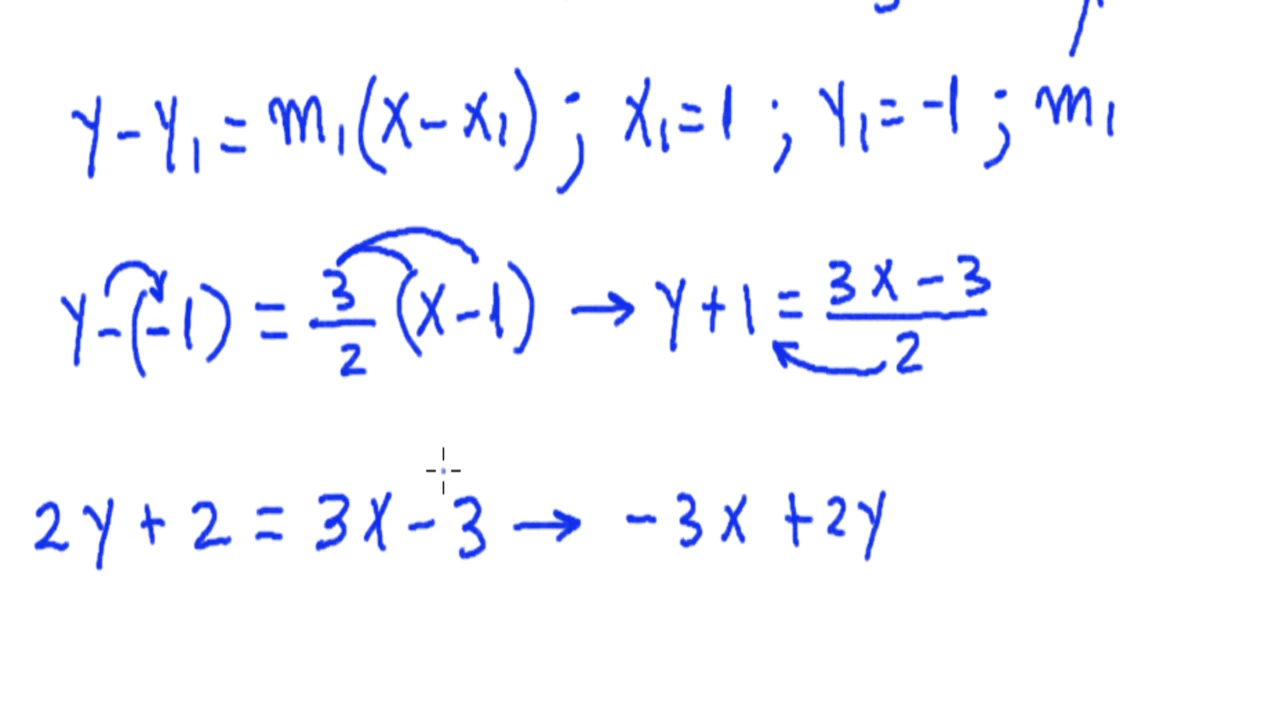 y - y₁ = m₁(x - x₁) ; x₁ = 1 ; y₁ = -1 ; m₁
y - (-1) = 3/2 (x - 1) → y + 1 = (3x - 3)/2
2y + 2 = 3x - 3 → -3x + 2y